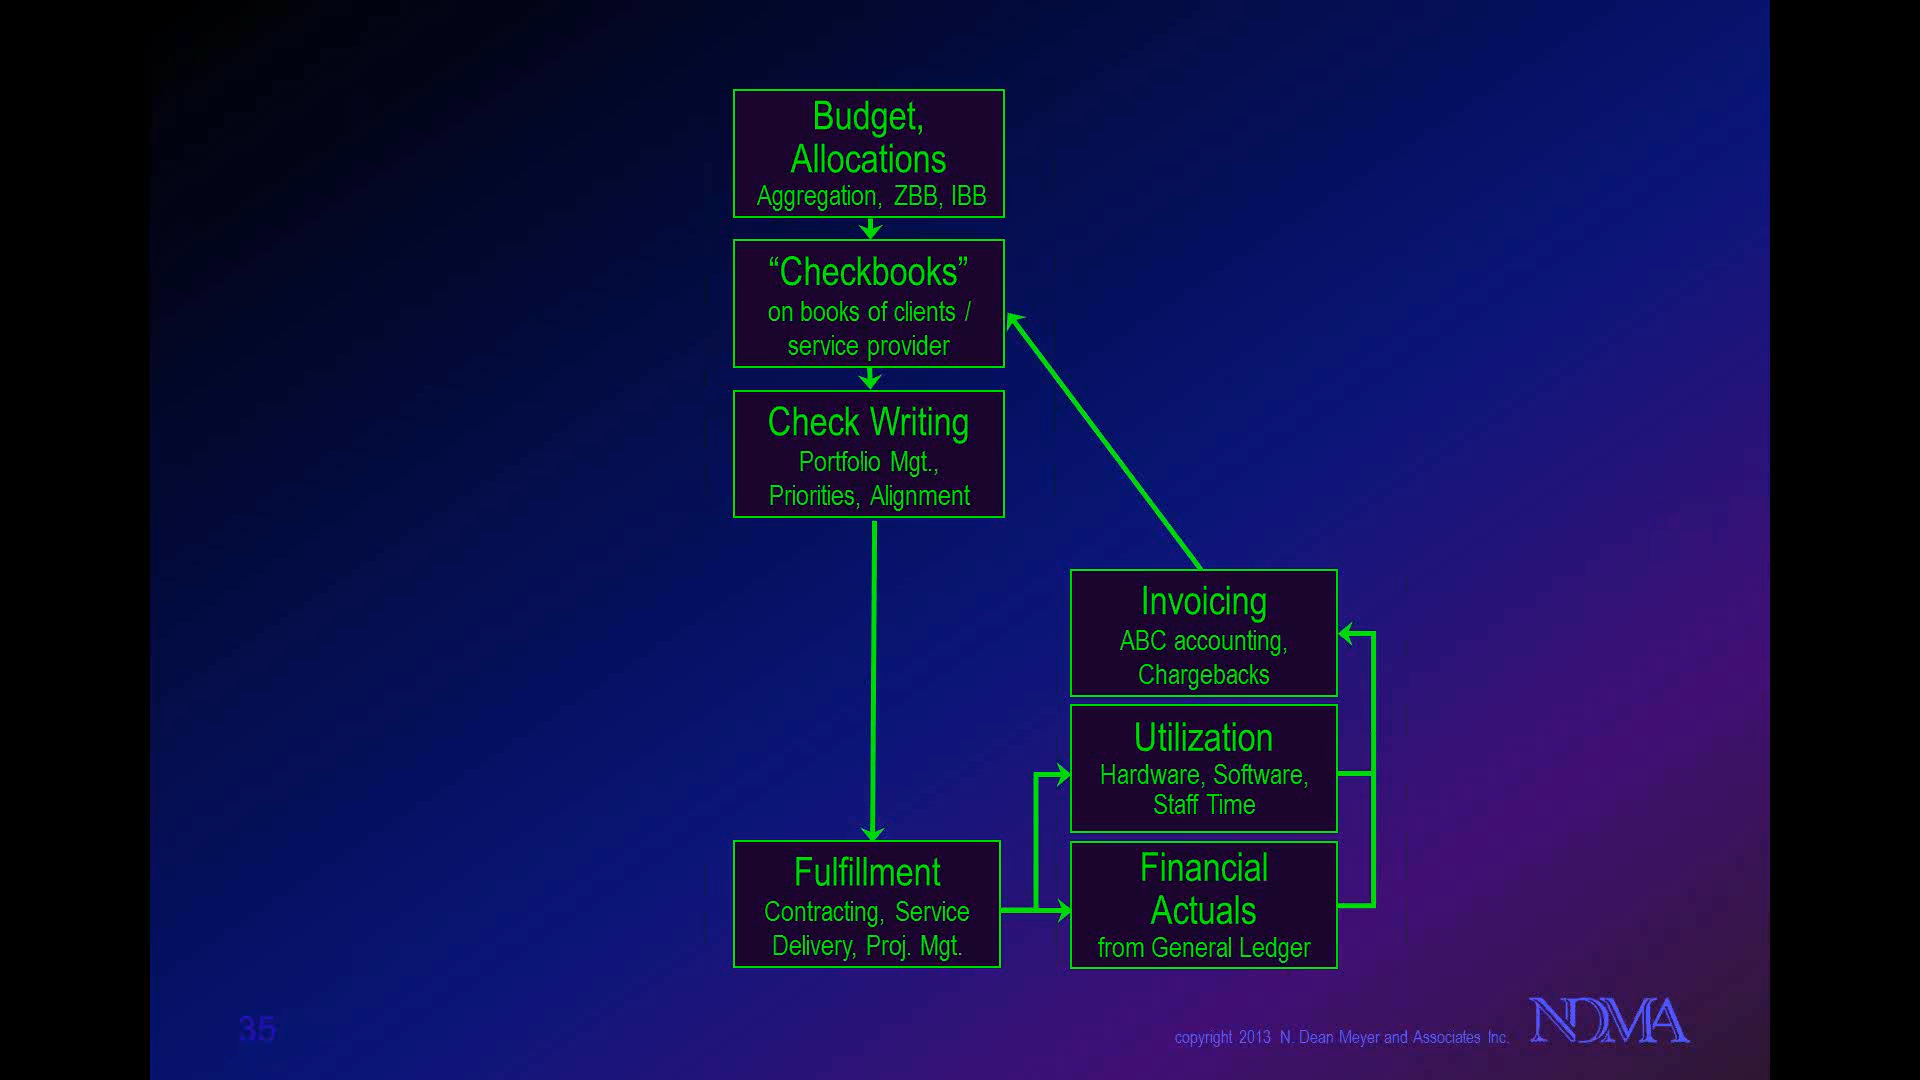 Budget,
Allocations
Aggregation, ZBB, IBB
“Checkbooks”
on books of clients /
service provider
Check Writing
Portfolio Mgt.,
Priorities, Alignment
Invoicing
ABC accounting,
Chargebacks
Utilization
Hardware, Software,
Staff Time
Fulfillment
Contracting, Service
Delivery, Proj. Mgt.
Financial
Actuals
from General Ledger
35
copyright 2013 N. Dean Meyer and Associates Inc.
NDMA